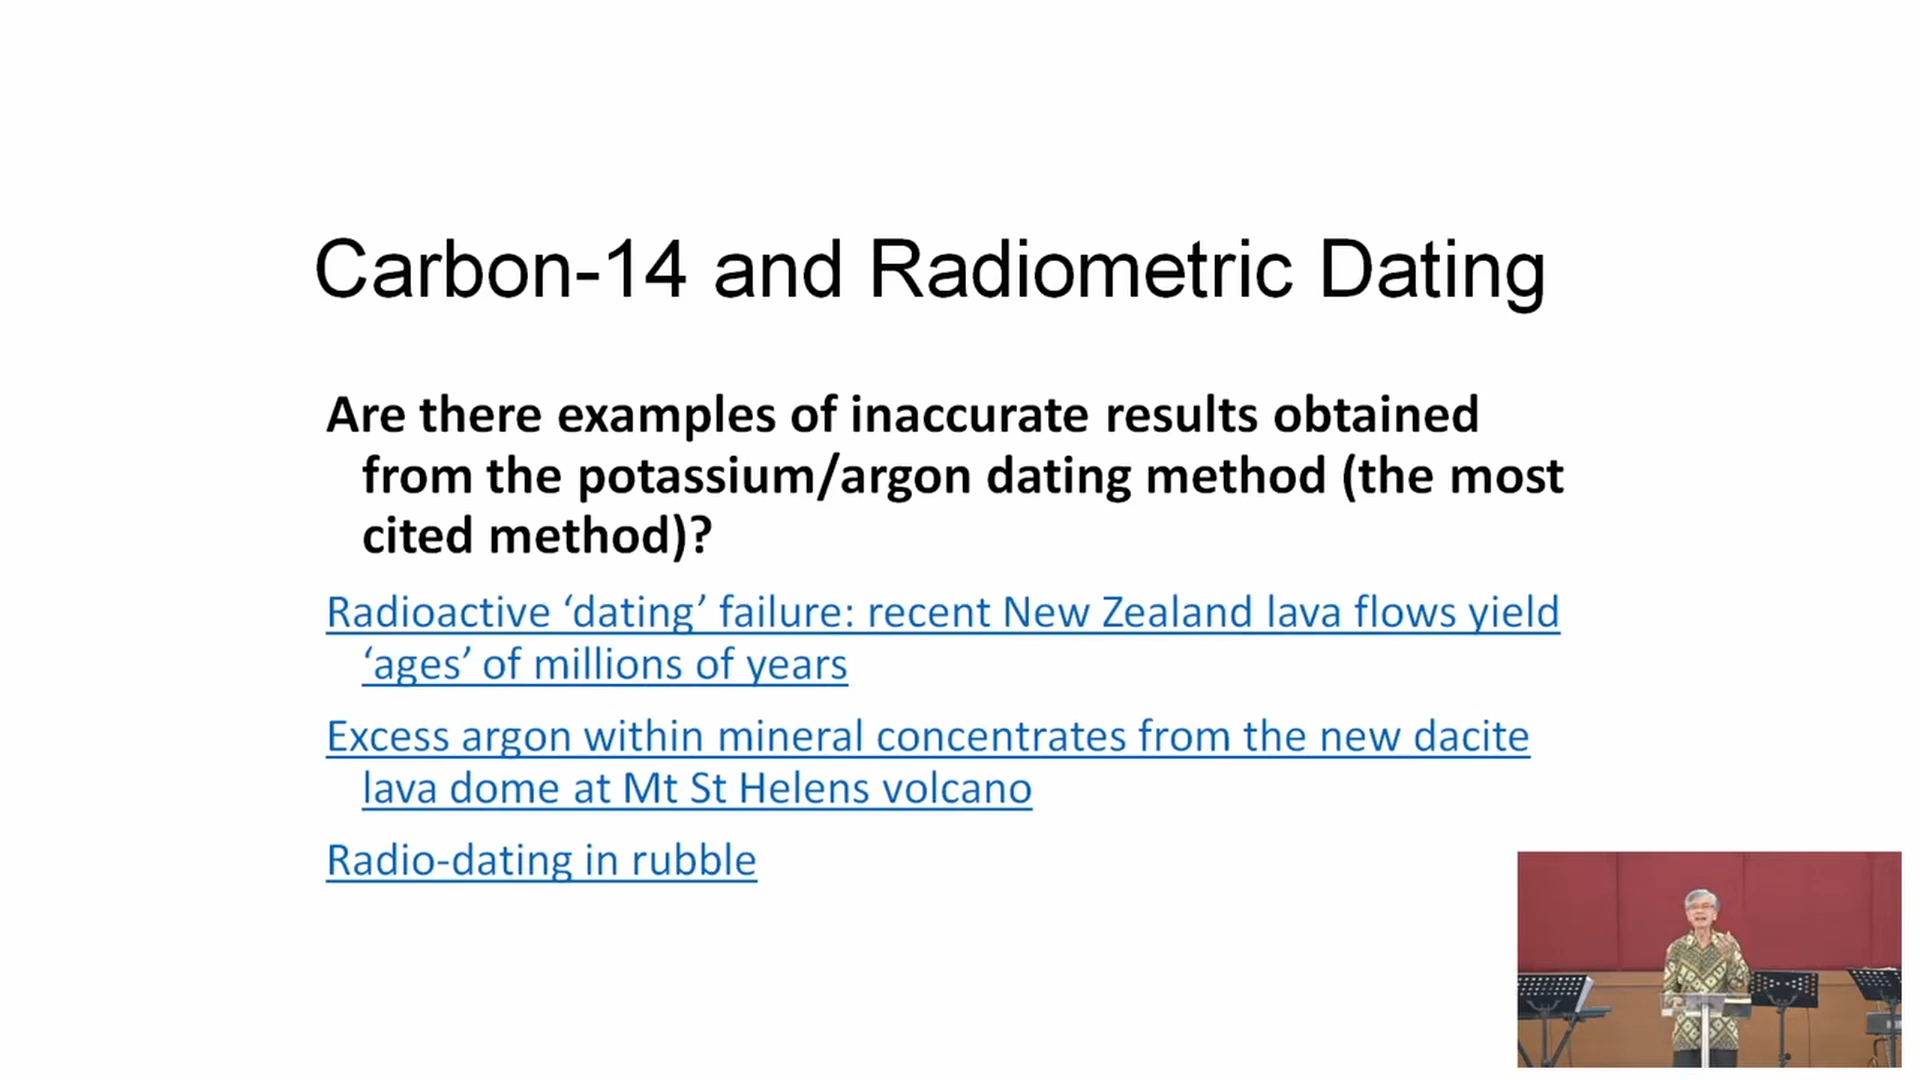 Carbon-14 and Radiometric Dating
Are there examples of inaccurate results obtained
from the potassium/argon dating method (the most
cited method)?
Radioactive ‘dating’ failure: recent New Zealand lava flows yield
‘ages’ of millions of years
Excess argon within mineral concentrates from the new dacite
lava dome at Mt St Helens volcano
Radio-dating in rubble